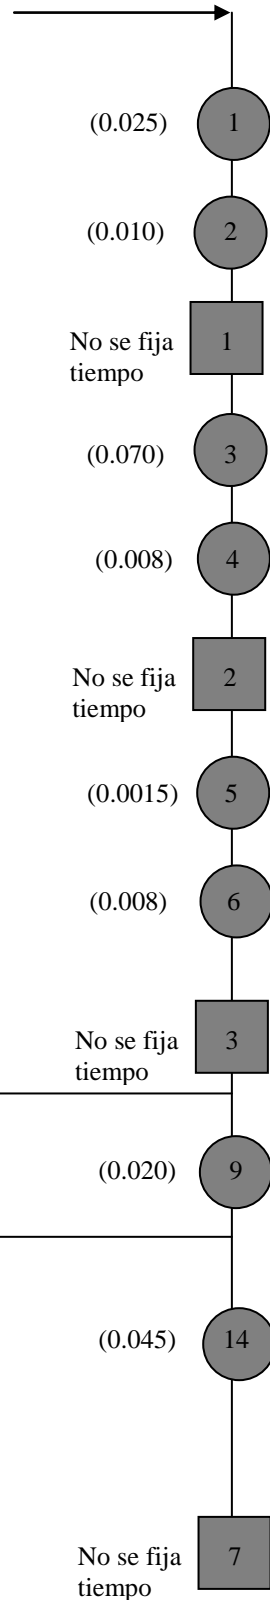 (0.025) 1
(0.010) 2
No se fija 1
tiempo
(0.070) 3
(0.008) 4
No se fija 2
tiempo
(0.0015) 5
(0.008) 6
No se fija 3
tiempo
(0.020) 9
(0.045) 14
No se fija 7
tiempo